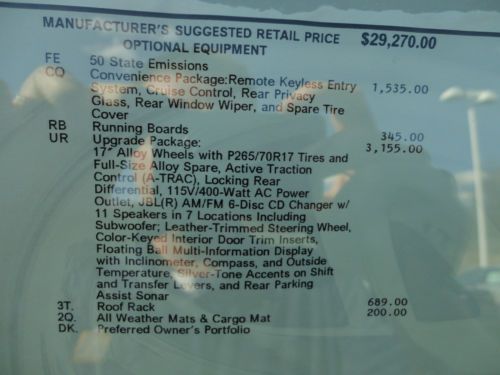 MANUFACTURER'S SUGGESTED RETAIL PRICE $29,270.00
OPTIONAL EQUIPMENT
FE 50 State Emissions
CQ Convenience Package:Remote Keyless Entry 1,535.00
System, Cruise Control, Rear Privacy
Glass, Rear Window Wiper, and Spare Tire
Cover
RB Running Boards 345.00
UR Upgrade Package: 3,155.00
17" Alloy Wheels with P265/70R17 Tires and
Full-Size Alloy Spare, Active Traction
Control (A-TRAC), Locking Rear
Differential, 115V/400-Watt AC Power
Outlet, JBL(R) AM/FM 6-Disc CD Changer w/
11 Speakers in 7 Locations Including
Subwoofer; Leather-Trimmed Steering Wheel,
Color-Keyed Interior Door Trim Inserts,
Floating Ball Multi-Information Display
with Inclinometer, Compass, and Outside
Temperature, Silver-Tone Accents on Shift
and Transfer Levers, and Rear Parking
Assist Sonar
3T. Roof Rack 689.00
2Q. All Weather Mats & Cargo Mat 200.00
DK. Preferred Owner's Portfolio